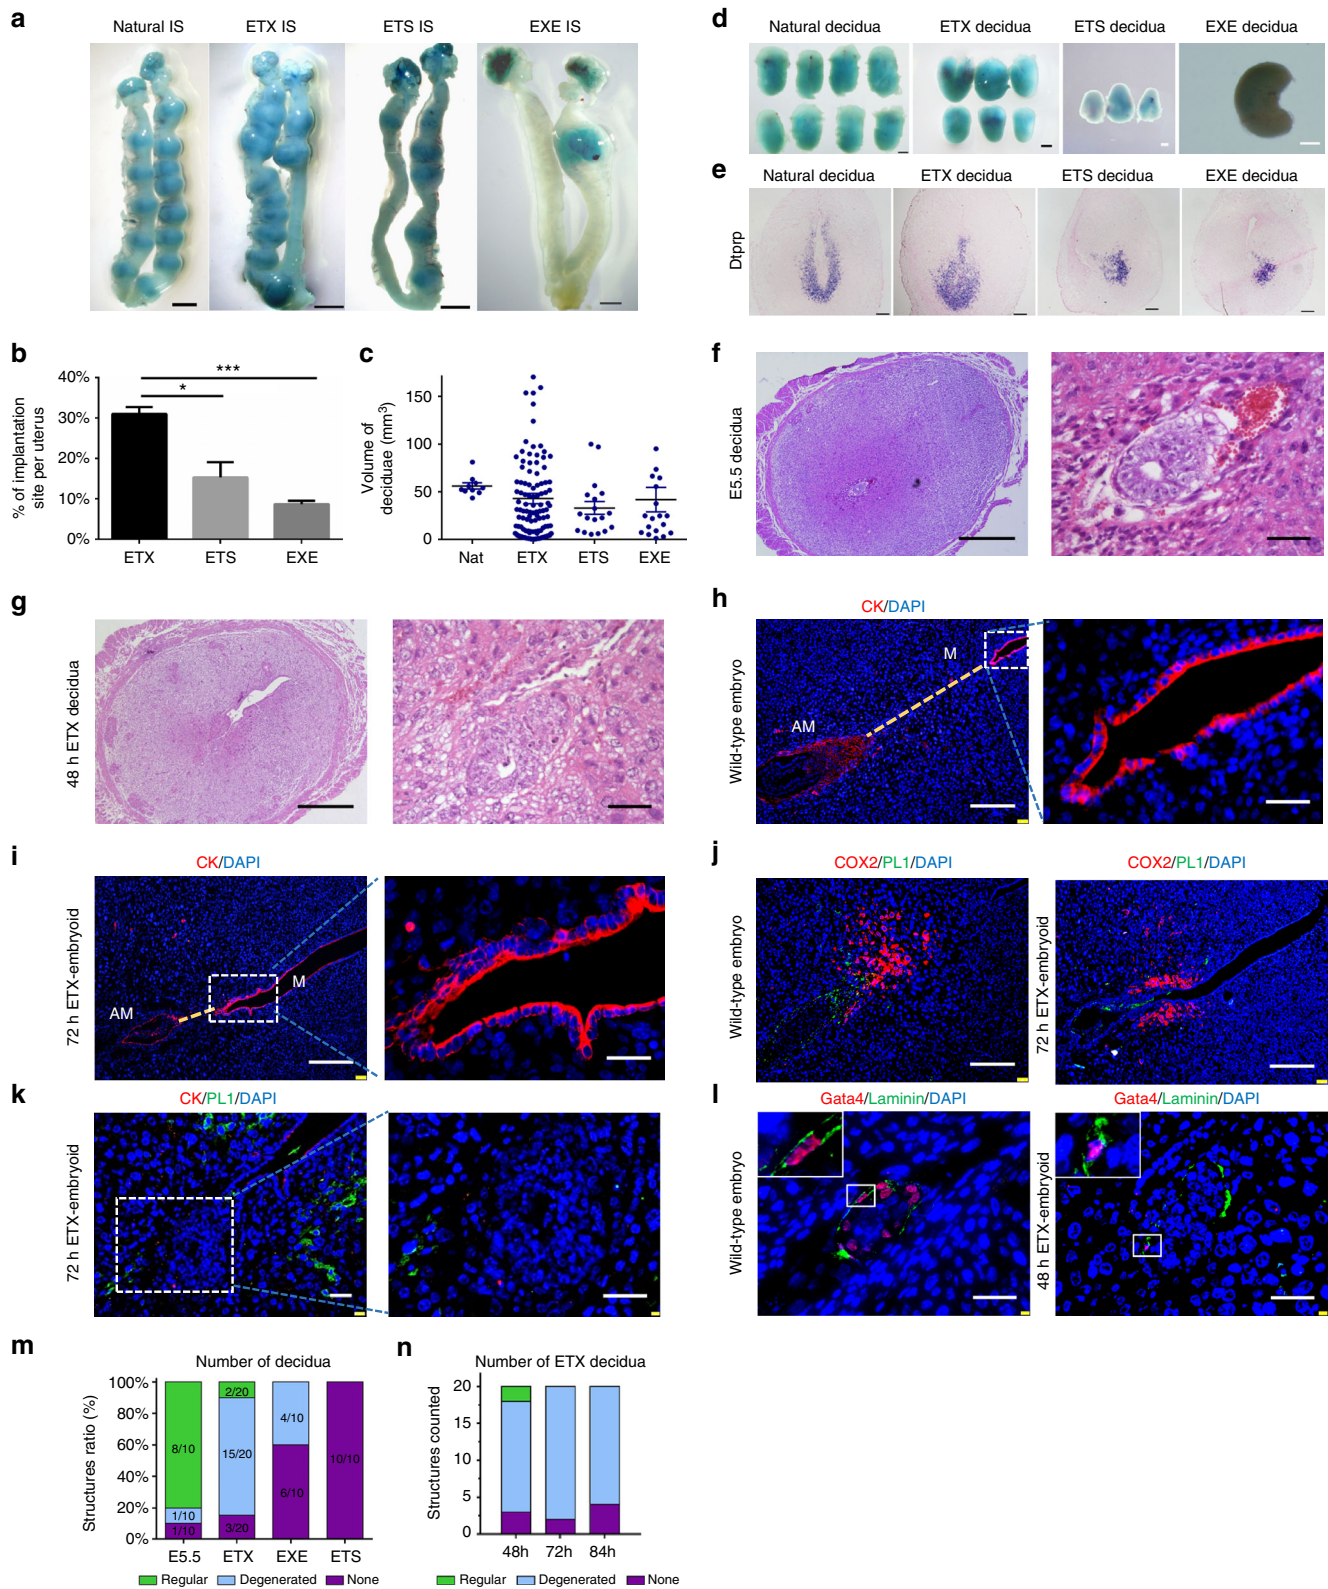 a
Natural IS
ETX IS
ETS IS
EXE IS
d
Natural decidua
ETX decidua
ETS decidua
EXE decidua
e
Natural decidua
ETX decidua
ETS decidua
EXE decidua
Dtprp
b
% of implantation
site per uterus
40%
30%
20%
10%
0%
***
*
ETX
ETS
EXE
c
Volume of
deciduae (mm³)
150
100
50
0
Nat
ETX
ETS
EXE
f
E5.5 decidua
g
48 h ETX decidua
h
CK/DAPI
Wild-type embryo
M
AM
i
CK/DAPI
72 h ETX-embryoid
AM
M
j
COX2/PL1/DAPI
COX2/PL1/DAPI
Wild-type embryo
72 h ETX-embryoid
k
CK/PL1/DAPI
72 h ETX-embryoid
l
Gata4/Laminin/DAPI
Gata4/Laminin/DAPI
Wild-type embryo
48 h ETX-embryoid
m
Number of decidua
Structures ratio (%)
100%
80%
60%
40%
20%
0%
8/10
1/10
1/10
2/20
15/20
3/20
4/10
6/10
10/10
E5.5
ETX
EXE
ETS
Regular
Degenerated
None
n
Number of ETX decidua
Structures counted
20
15
10
5
0
48h
72h
84h
Regular
Degenerated
None